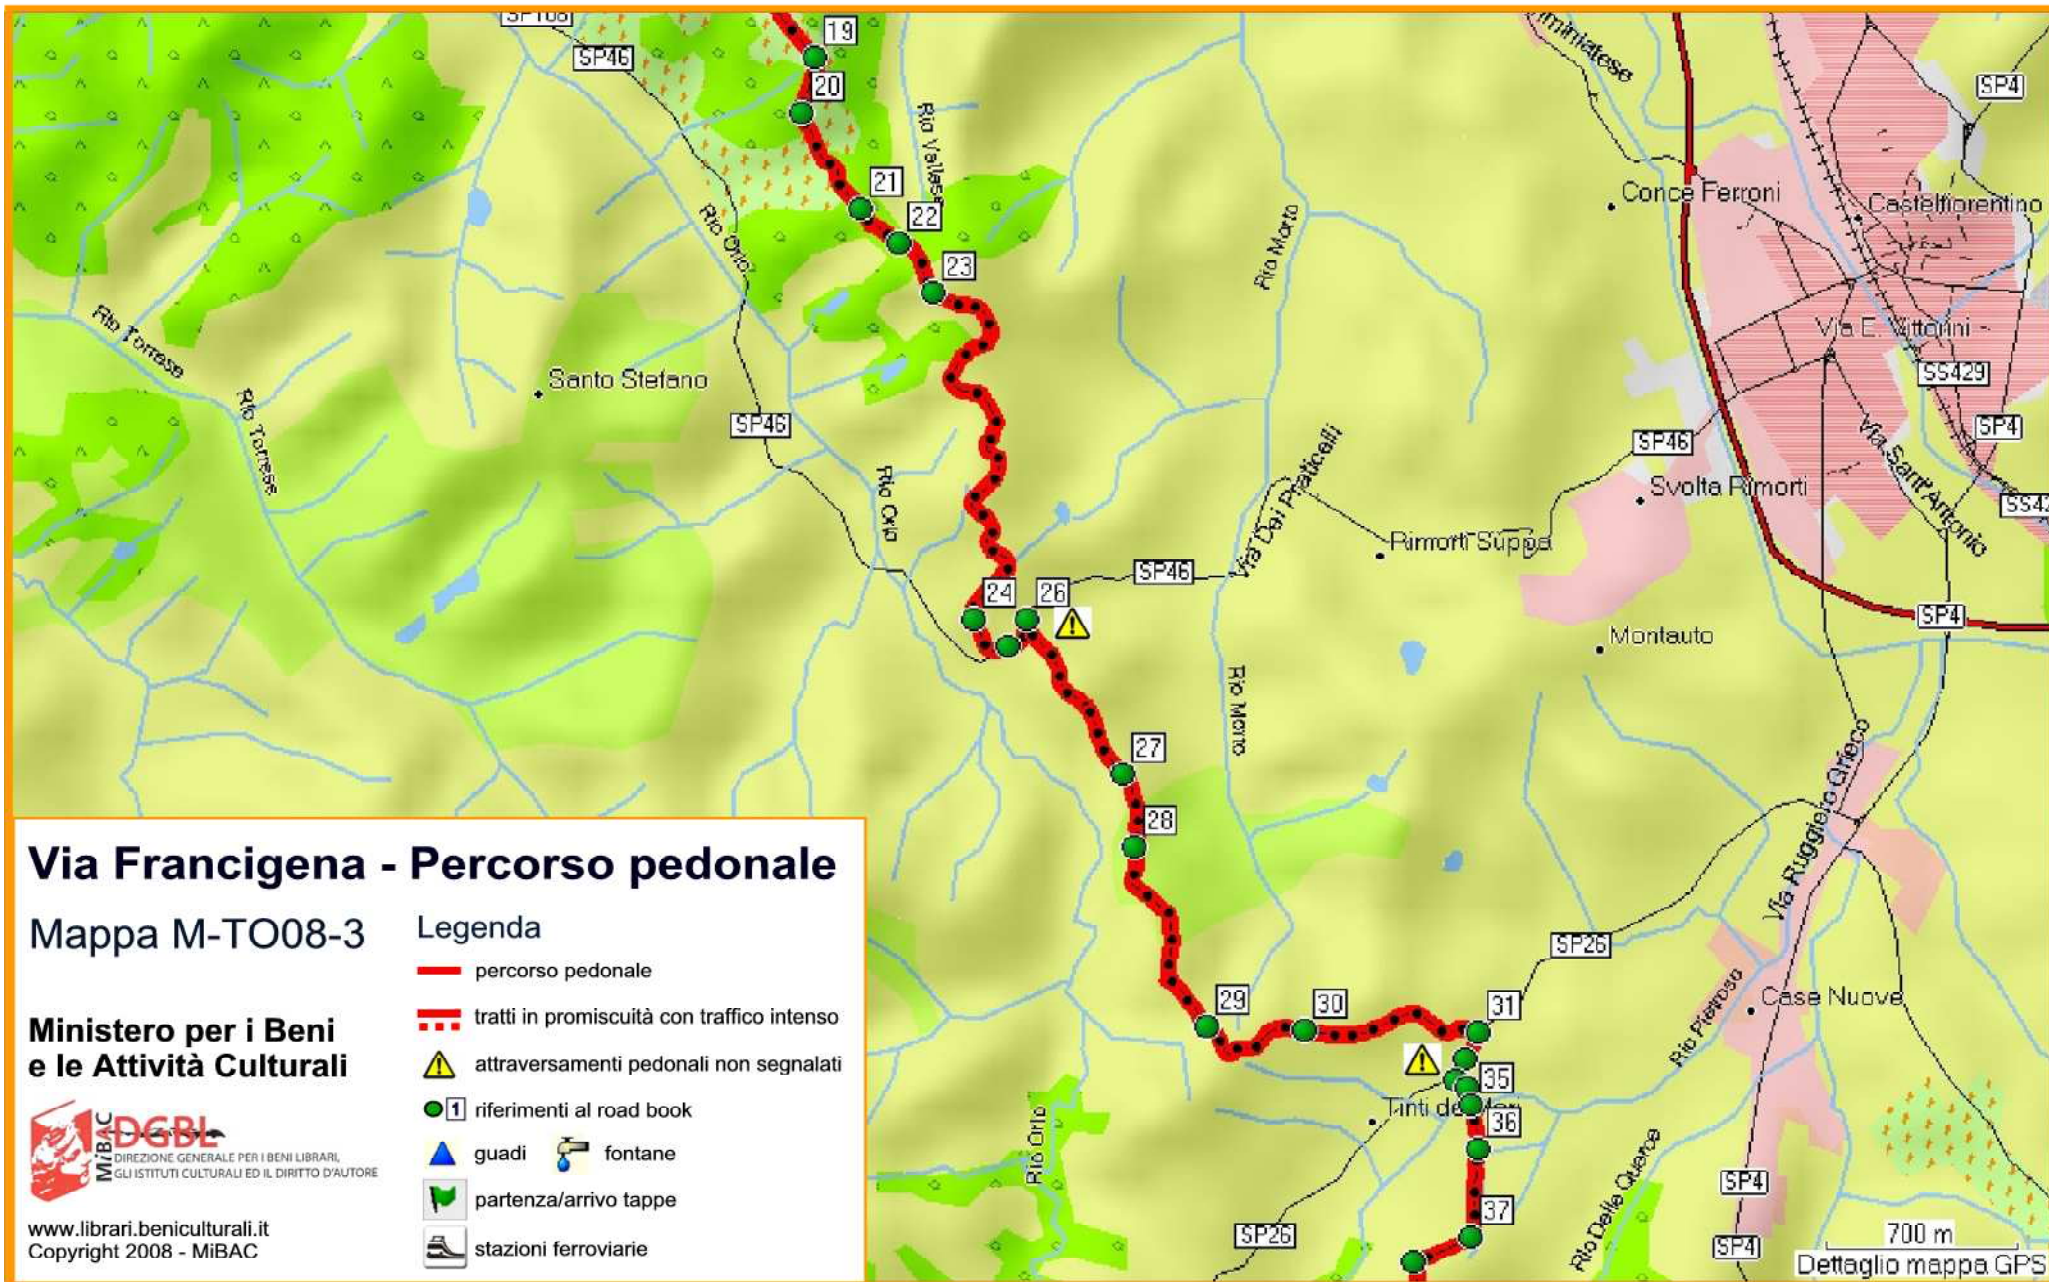 SP108
SP46
19
20
21
22
23
Rio Vallese
Rio Orlo
Rio Morto
Conce Ferroni
Castelfiorentino
SP4
Via E. Vittorini
SS429
SP4
Via Sant'Antonio
Rio Torrese
Rio Torrese
Santo Stefano
SP46
Rio Orlo
Via Dei Praticelli
SP46
Svolta Rimorti
Rimorti Suppa
SP46
24
26
SP4
Montauto
Rio Morto
27
28
Via Ruggiero Grieco
SP26
29
30
31
Case Nuove
Rio Pietroso
35
36
37
Rio Orlo
Rio Delle Querce
SP4
SP26
SP4
700 m
Dettaglio mappa GPS
Via Francigena - Percorso pedonale
Mappa M-TO08-3
Legenda
percorso pedonale
tratti in promiscuità con traffico intenso
attraversamenti pedonali non segnalati
1 riferimenti al road book
guadi
fontane
partenza/arrivo tappe
stazioni ferroviarie
Ministero per i Beni
e le Attività Culturali
MiBAC
DGBL
DIREZIONE GENERALE PER I BENI LIBRARI,
GLI ISTITUTI CULTURALI ED IL DIRITTO D'AUTORE
www.librari.beniculturali.it
Copyright 2008 - MiBAC